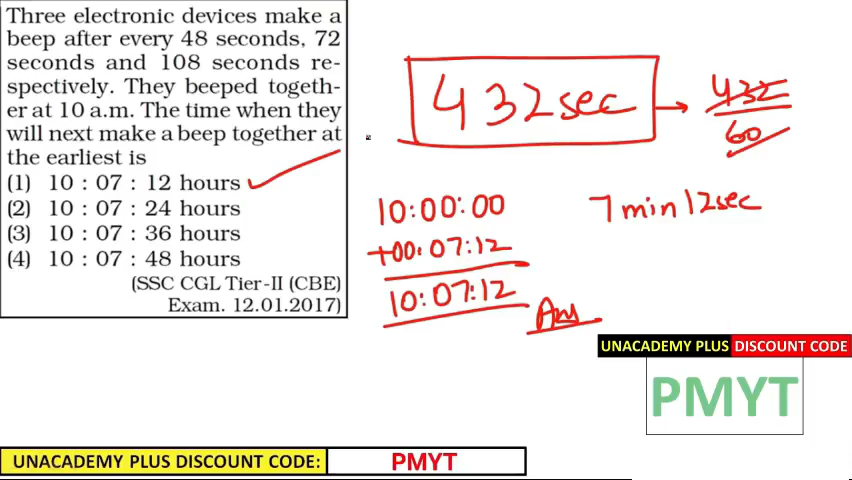 Three electronic devices make a
beep after every 48 seconds, 72
seconds and 108 seconds re-
spectively. They beeped togeth-
er at 10 a.m. The time when they
will next make a beep together at
the earliest is
(1) 10 : 07 : 12 hours
(2) 10 : 07 : 24 hours
(3) 10 : 07 : 36 hours
(4) 10 : 07 : 48 hours
(SSC CGL Tier-II (CBE)
Exam. 12.01.2017)
432sec
432
60
10:00:00
+00:07:12
10:07:12
Ans
7 min 12sec
UNACADEMY PLUS DISCOUNT CODE
PMYT
UNACADEMY PLUS DISCOUNT CODE: PMYT